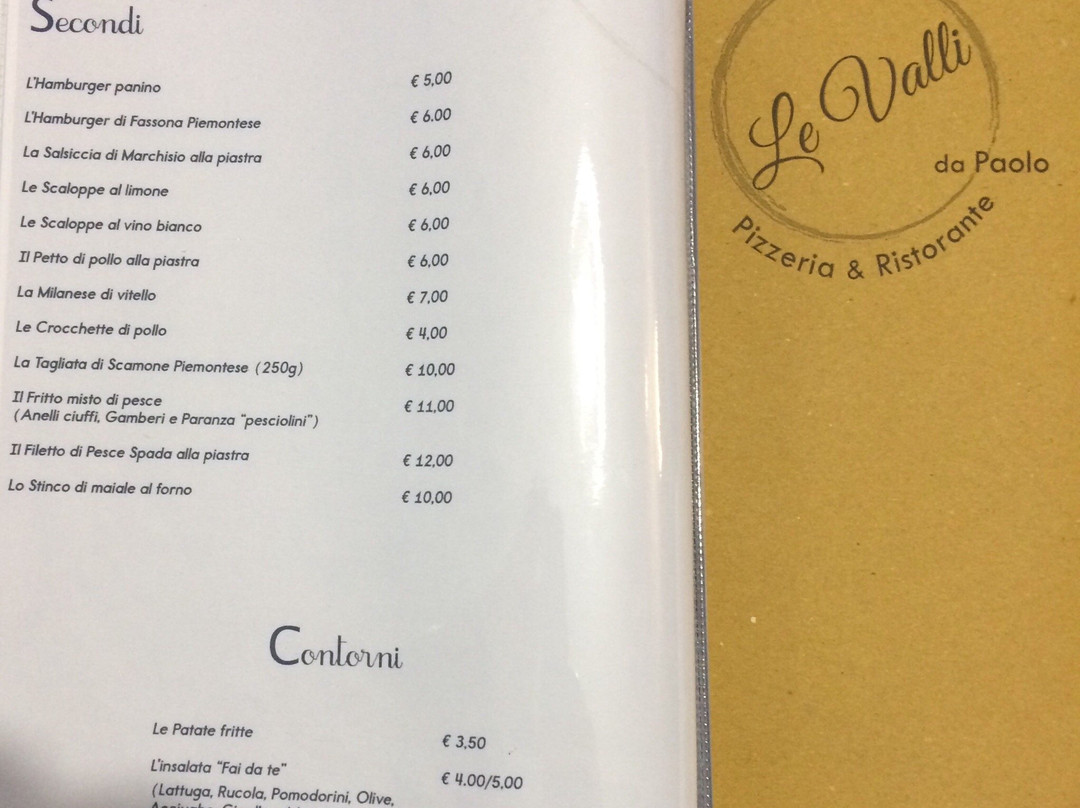 Secondi
L'Hamburger panino € 5,00
L'Hamburger di Fassona Piemontese € 6.00
La Salsiccia di Marchisio alla piastra € 6,00
Le Scaloppe al limone € 6,00
Le Scaloppe al vino bianco € 6,00
Il Petto di pollo alla piastra € 6,00
La Milanese di vitello € 7,00
Le Crocchette di pollo € 4,00
La Tagliata di Scamone Piemontese (250g) € 10,00
Il Fritto misto di pesce € 11,00
(Anelli ciuffi, Gamberi e Paranza "pesciolini")
Il Filetto di Pesce Spada alla piastra € 12,00
Lo Stinco di maiale al forno € 10,00
Contorni
Le Patate fritte € 3,50
L'insalata "Fai da te" € 4.00/5,00
(Lattuga, Rucola, Pomodorini, Olive,
Le Valli
da Paolo
Pizzeria & Ristorante